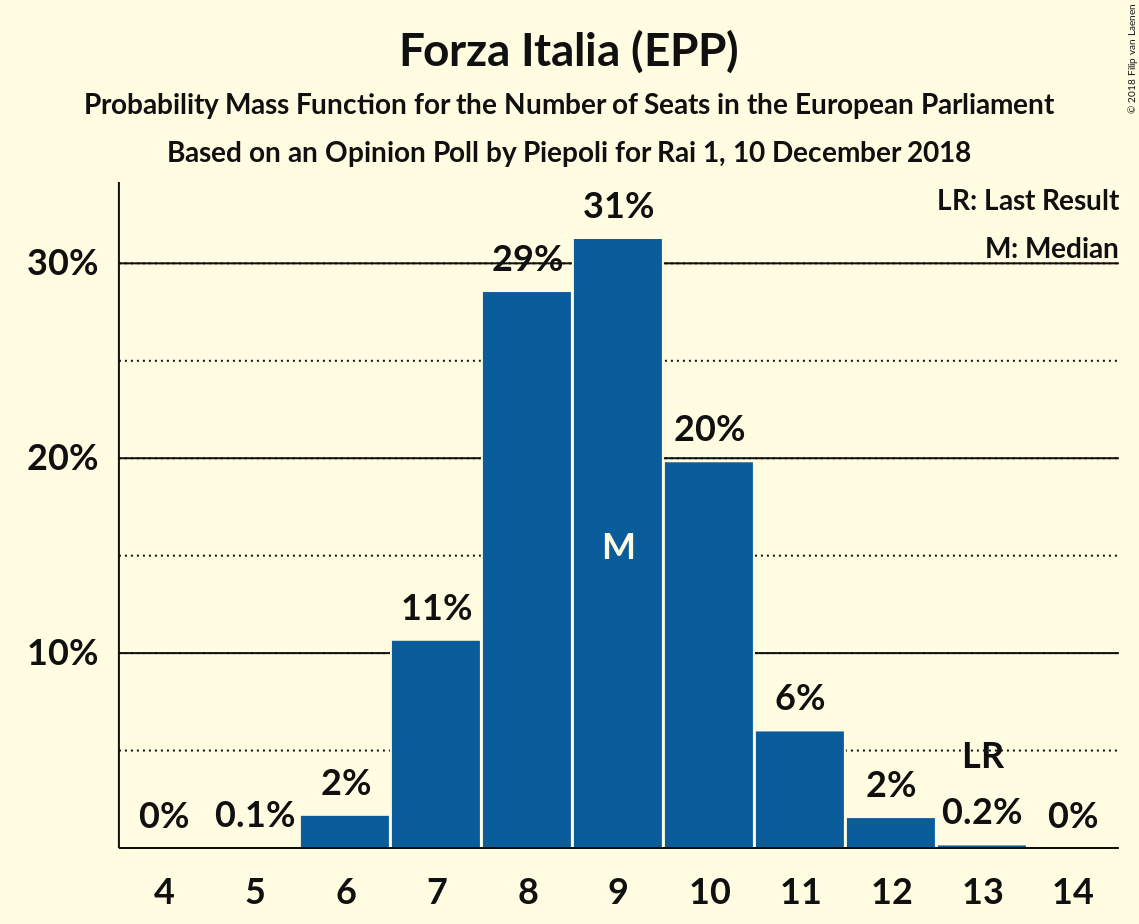 Forza Italia (EPP)
Probability Mass Function for the Number of Seats in the European Parliament
Based on an Opinion Poll by Piepoli for Rai 1, 10 December 2018
© 2018 Filip van Laenen
LR: Last Result
M: Median
30%
20%
10%
0%
0.1%
2%
11%
29%
31%
M
20%
6%
2%
LR
0.2%
0%
4 5 6 7 8 9 10 11 12 13 14